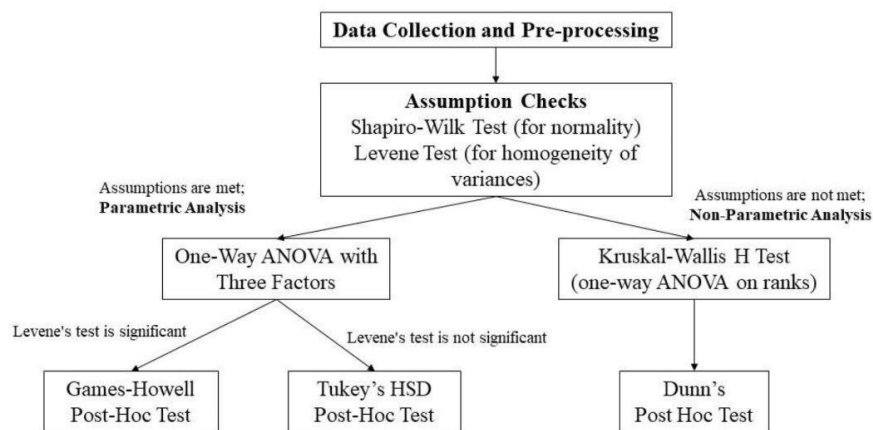 Data Collection and Pre-processing
Assumption Checks
Shapiro-Wilk Test (for normality)
Levene Test (for homogeneity of
variances)
Assumptions are met;
Parametric Analysis
Assumptions are not met;
Non-Parametric Analysis
One-Way ANOVA with
Three Factors
Kruskal-Wallis H Test
(one-way ANOVA on ranks)
Levene's test is significant
Levene's test is not significant
Games-Howell
Post-Hoc Test
Tukey’s HSD
Post-Hoc Test
Dunn’s
Post Hoc Test